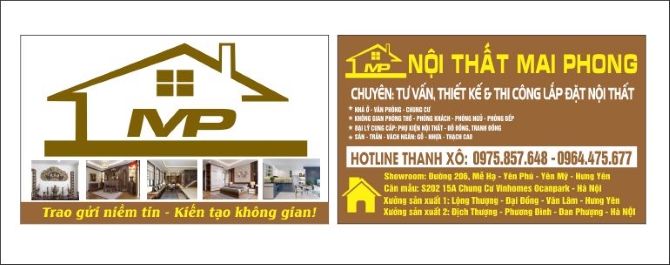 MP
Trao gửi niềm tin - Kiến tạo không gian!
MP NỘI THẤT MAI PHONG
CHUYÊN: TƯ VẤN, THIẾT KẾ & THI CÔNG LẮP ĐẶT NỘI THẤT
* NHÀ Ở - VĂN PHÒNG - CHUNG CƯ
* KHÔNG GIAN PHÒNG THỜ - PHÒNG KHÁCH - PHÒNG NGỦ - PHÒNG BẾP
* ĐẠI LÝ CUNG CẤP: PHỤ KIỆN NỘI THẤT - ĐỒ ĐỒNG, TRANH ĐỒNG
* SÀN - TRẦN - VÁCH NGĂN: GỖ - NHỰA - THẠCH CAO
HOTLINE THANH XÔ: 0975.857.648 - 0964.475.677
Showroom: Đường 206, Mễ Hạ - Yên Phú - Yên Mỹ - Hưng Yên
Căn mẫu: S202 15A Chung Cư Vinhomes Ocanpark - Hà Nội
Xưởng sản xuất 1: Lộng Thượng - Đại Đồng - Văn Lâm - Hưng Yên
Xưởng sản xuất 2: Địch Thượng - Phương Đình - Đan Phượng - Hà NỘI